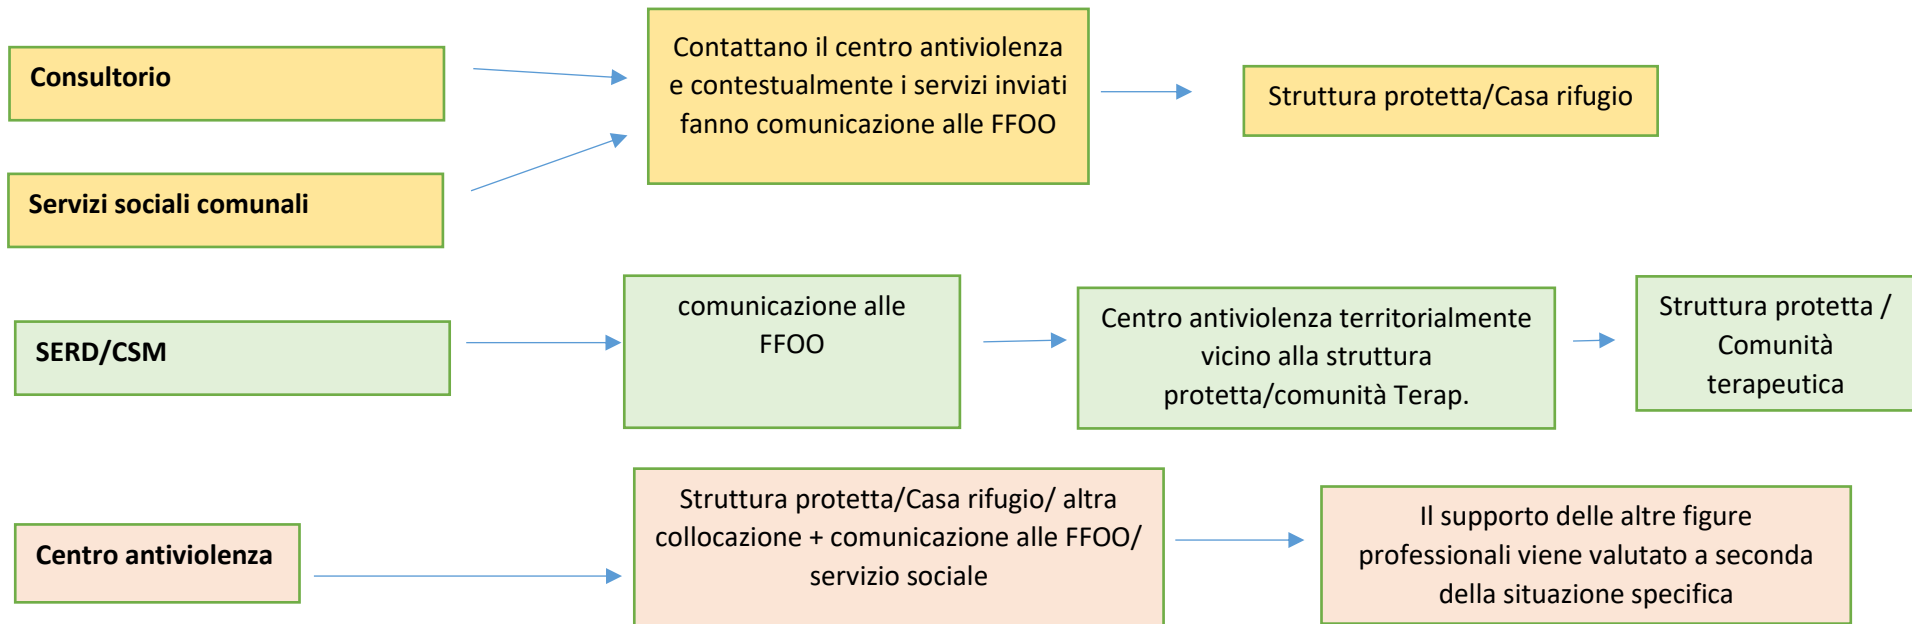 Consultorio
Servizi sociali comunali
Contattano il centro antiviolenza
e contestualmente i servizi inviati
fanno comunicazione alle FFOO
Struttura protetta/Casa rifugio
SERD/CSM
comunicazione alle
FFOO
Centro antiviolenza territorialmente
vicino alla struttura
protetta/comunità Terap.
Struttura protetta /
Comunità
terapeutica
Centro antiviolenza
Struttura protetta/Casa rifugio/ altra
collocazione + comunicazione alle FFOO/
servizio sociale
Il supporto delle altre figure
professionali viene valutato a seconda
della situazione specifica